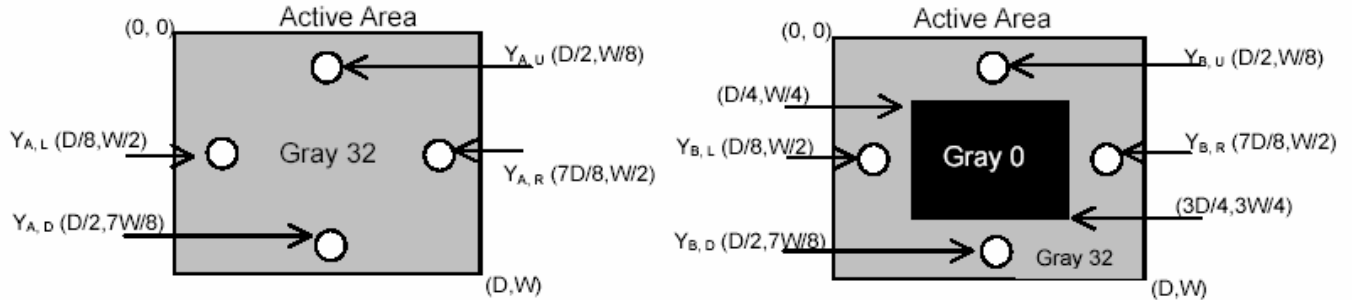 Active Area
(0, 0)
YA, U (D/2,W/8)
YA, L (D/8,W/2)
Gray 32
YA, R (7D/8,W/2)
YA, D (D/2,7W/8)
(D,W)
Active Area
(0, 0)
YB, U (D/2,W/8)
(D/4,W/4)
YB, L (D/8,W/2)
Gray 0
YB, R (7D/8,W/2)
(3D/4,3W/4)
YB, D (D/2,7W/8)
Gray 32
(D,W)